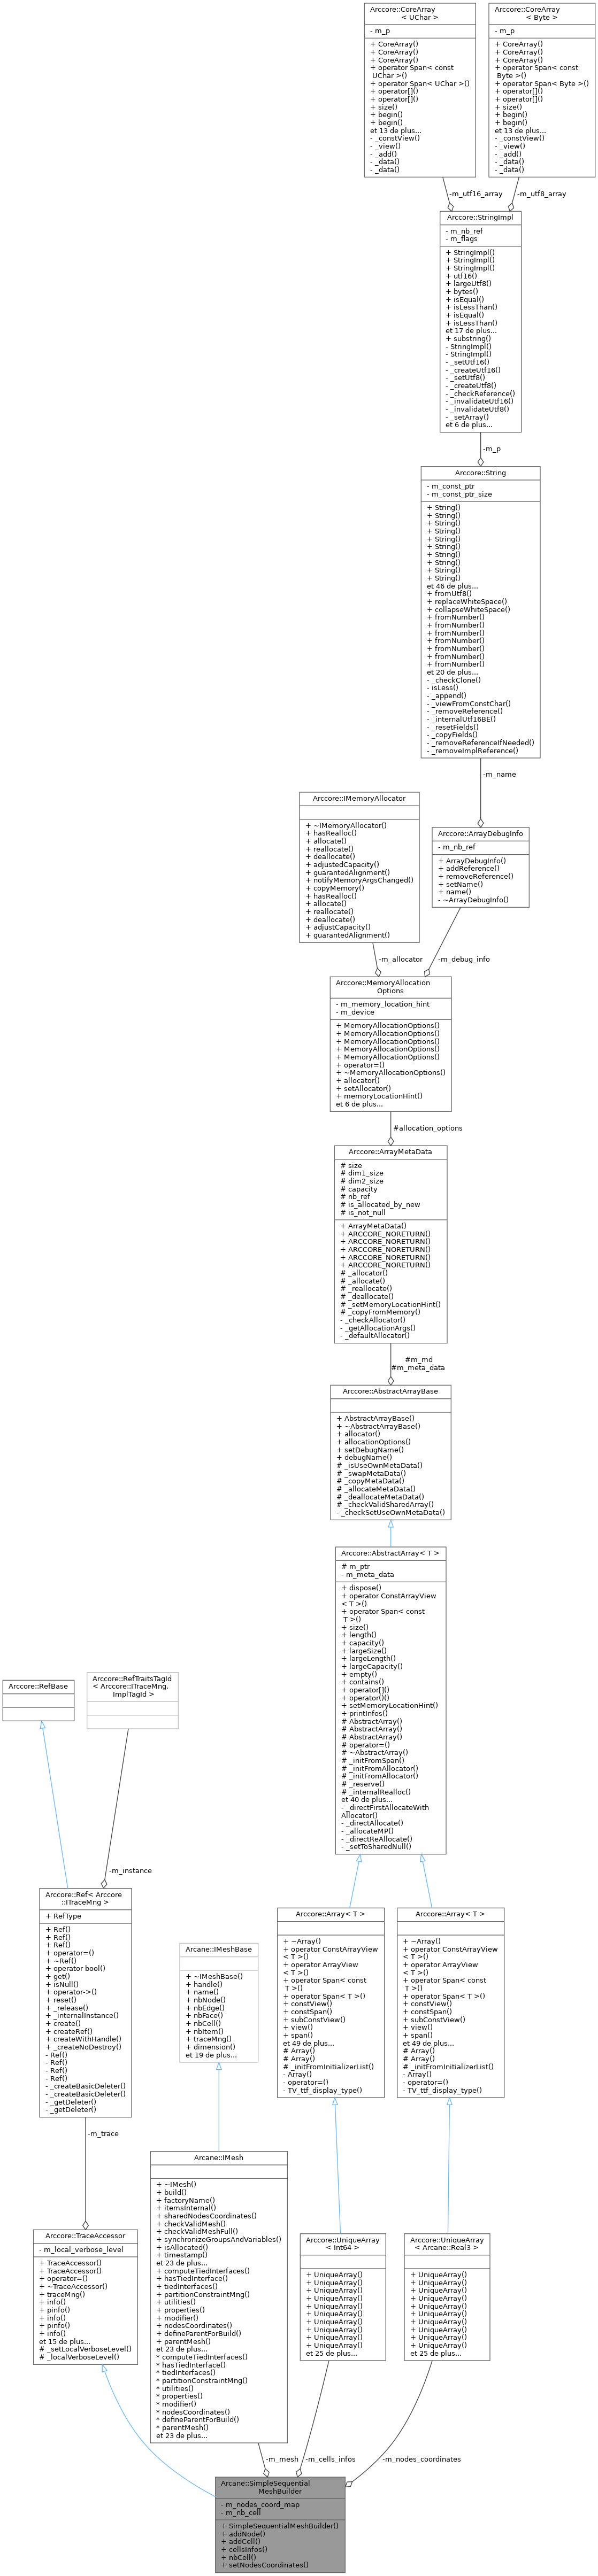 Arccore::CoreArray
< UChar >
- m_p
+ CoreArray()
+ CoreArray()
+ CoreArray()
+ operator Span< const
UChar >()
+ operator Span< UChar >()
+ operator[]()
+ operator[]()
+ size()
+ begin()
+ begin()
et 13 de plus...
- _constView()
- _view()
- _add()
- _data()
- _data()
Arccore::CoreArray
< Byte >
- m_p
+ CoreArray()
+ CoreArray()
+ CoreArray()
+ operator Span< const
Byte >()
+ operator Span< Byte >()
+ operator[]()
+ operator[]()
+ size()
+ begin()
+ begin()
et 13 de plus...
- _constView()
- _view()
- _add()
- _data()
- _data()
-m_utf16_array
-m_utf8_array
Arccore::StringImpl
- m_nb_ref
- m_flags
+ StringImpl()
+ StringImpl()
+ StringImpl()
+ utf16()
+ largeUtf8()
+ bytes()
+ isEqual()
+ isLessThan()
+ isEqual()
+ isLessThan()
et 17 de plus...
+ substring()
- StringImpl()
- StringImpl()
- _setUtf16()
- _createUtf16()
- _setUtf8()
- _createUtf8()
- _checkReference()
- _invalidateUtf16()
- _invalidateUtf8()
- _setArray()
et 6 de plus...
-m_p
Arccore::String
- m_const_ptr
- m_const_ptr_size
+ String()
+ String()
+ String()
+ String()
+ String()
+ String()
+ String()
+ String()
+ String()
+ String()
et 46 de plus...
+ fromUtf8()
+ replaceWhiteSpace()
+ collapseWhiteSpace()
+ fromNumber()
+ fromNumber()
+ fromNumber()
+ fromNumber()
+ fromNumber()
+ fromNumber()
+ fromNumber()
et 20 de plus...
- _checkClone()
- isLess()
- _append()
- _viewFromConstChar()
- _removeReference()
- _internalUtf16BE()
- _resetFields()
- _copyFields()
- _removeReferenceIfNeeded()
- _removeImplReference()
-m_name
Arccore::IMemoryAllocator
+ ~IMemoryAllocator()
+ hasRealloc()
+ allocate()
+ reallocate()
+ deallocate()
+ adjustedCapacity()
+ guarantedAlignment()
+ notifyMemoryArgsChanged()
+ copyMemory()
+ hasRealloc()
+ allocate()
+ reallocate()
+ deallocate()
+ adjustCapacity()
+ guarantedAlignment()
Arccore::ArrayDebugInfo
- m_nb_ref
+ ArrayDebugInfo()
+ addReference()
+ removeReference()
+ setName()
+ name()
- ~ArrayDebugInfo()
-m_allocator
-m_debug_info
Arccore::MemoryAllocation
Options
- m_memory_location_hint
- m_device
+ MemoryAllocationOptions()
+ MemoryAllocationOptions()
+ MemoryAllocationOptions()
+ MemoryAllocationOptions()
+ MemoryAllocationOptions()
+ operator=()
+ ~MemoryAllocationOptions()
+ allocator()
+ setAllocator()
+ memoryLocationHint()
et 6 de plus...
#allocation_options
Arccore::ArrayMetaData
# size
# dim1_size
# dim2_size
# capacity
# nb_ref
# is_allocated_by_new
# is_not_null
+ ArrayMetaData()
+ ARCCORE_NORETURN()
+ ARCCORE_NORETURN()
+ ARCCORE_NORETURN()
+ ARCCORE_NORETURN()
+ ARCCORE_NORETURN()
# _allocator()
# _allocate()
# _reallocate()
# _deallocate()
# _setMemoryLocationHint()
# _copyFromMemory()
- _checkAllocator()
- _getAllocationArgs()
- _defaultAllocator()
#m_md
#m_meta_data
Arccore::AbstractArrayBase
+ AbstractArrayBase()
+ ~AbstractArrayBase()
+ allocator()
+ allocationOptions()
+ setDebugName()
+ debugName()
# _isUseOwnMetaData()
# _swapMetaData()
# _copyMetaData()
# _allocateMetaData()
# _deallocateMetaData()
# _checkValidSharedArray()
- _checkSetUseOwnMetaData()
Arccore::AbstractArray< T >
# m_ptr
- m_meta_data
+ dispose()
+ operator ConstArrayView
< T >()
+ operator Span< const
T >()
+ size()
+ length()
+ capacity()
+ largeSize()
+ largeLength()
+ largeCapacity()
+ empty()
+ contains()
+ operator[]()
+ operator()()
+ setMemoryLocationHint()
+ printInfos()
# AbstractArray()
# AbstractArray()
# AbstractArray()
# operator=()
# ~AbstractArray()
# _initFromSpan()
# _initFromAllocator()
# _initFromAllocator()
# _reserve()
# _internalRealloc()
et 40 de plus...
- _directFirstAllocateWith
Allocator()
- _directAllocate()
- _allocateMP()
- _directReAllocate()
- _setToSharedNull()
Arccore::RefBase
Arccore::RefTraitsTagId
< Arccore::ITraceMng,
ImplTagId >
-m_instance
Arccore::Ref< Arccore
::ITraceMng >
+ RefType
+ Ref()
+ Ref()
+ Ref()
+ operator=()
+ ~Ref()
+ operator bool()
+ get()
+ isNull()
+ operator->()
+ reset()
+ _release()
+ _internalInstance()
+ create()
+ createRef()
+ createWithHandle()
+ _createNoDestroy()
- Ref()
- Ref()
- Ref()
- Ref()
- _createBasicDeleter()
- _createBasicDeleter()
- _getDeleter()
- _getDeleter()
-m_trace
Arccore::TraceAccessor
- m_local_verbose_level
+ TraceAccessor()
+ TraceAccessor()
+ operator=()
+ ~TraceAccessor()
+ traceMng()
+ info()
+ pinfo()
+ info()
+ pinfo()
+ info()
et 15 de plus...
# _setLocalVerboseLevel()
# _localVerboseLevel()
Arcane::IMeshBase
+ ~IMeshBase()
+ handle()
+ name()
+ nbNode()
+ nbEdge()
+ nbFace()
+ nbCell()
+ nbItem()
+ traceMng()
+ dimension()
et 19 de plus...
Arcane::IMesh
+ ~IMesh()
+ build()
+ factoryName()
+ itemsInternal()
+ sharedNodesCoordinates()
+ checkValidMesh()
+ checkValidMeshFull()
+ synchronizeGroupsAndVariables()
+ isAllocated()
+ timestamp()
et 23 de plus...
+ computeTiedInterfaces()
+ hasTiedInterface()
+ tiedInterfaces()
+ partitionConstraintMng()
+ utilities()
+ properties()
+ modifier()
+ nodesCoordinates()
+ defineParentForBuild()
+ parentMesh()
et 23 de plus...
* computeTiedInterfaces()
* hasTiedInterface()
* tiedInterfaces()
* partitionConstraintMng()
* utilities()
* properties()
* modifier()
* nodesCoordinates()
* defineParentForBuild()
* parentMesh()
et 23 de plus...
Arccore::Array< T >
+ ~Array()
+ operator ConstArrayView
< T >()
+ operator ArrayView
< T >()
+ operator Span< const
T >()
+ operator Span< T >()
+ constView()
+ constSpan()
+ subConstView()
+ view()
+ span()
et 49 de plus...
# Array()
# Array()
# _initFromInitializerList()
- Array()
- operator=()
- TV_ttf_display_type()
Arccore::Array< T >
+ ~Array()
+ operator ConstArrayView
< T >()
+ operator ArrayView
< T >()
+ operator Span< const
T >()
+ operator Span< T >()
+ constView()
+ constSpan()
+ subConstView()
+ view()
+ span()
et 49 de plus...
# Array()
# Array()
# _initFromInitializerList()
- Array()
- operator=()
- TV_ttf_display_type()
Arccore::UniqueArray
< Int64 >
+ UniqueArray()
+ UniqueArray()
+ UniqueArray()
+ UniqueArray()
+ UniqueArray()
+ UniqueArray()
+ UniqueArray()
+ UniqueArray()
+ UniqueArray()
+ UniqueArray()
et 25 de plus...
Arccore::UniqueArray
< Arcane::Real3 >
+ UniqueArray()
+ UniqueArray()
+ UniqueArray()
+ UniqueArray()
+ UniqueArray()
+ UniqueArray()
+ UniqueArray()
+ UniqueArray()
+ UniqueArray()
+ UniqueArray()
et 25 de plus...
-m_mesh
-m_cells_infos
-m_nodes_coordinates
Arcane::SimpleSequential
MeshBuilder
- m_nodes_coord_map
- m_nb_cell
+ SimpleSequentialMeshBuilder()
+ addNode()
+ addCell()
+ cellsInfos()
+ nbCell()
+ setNodesCoordinates()